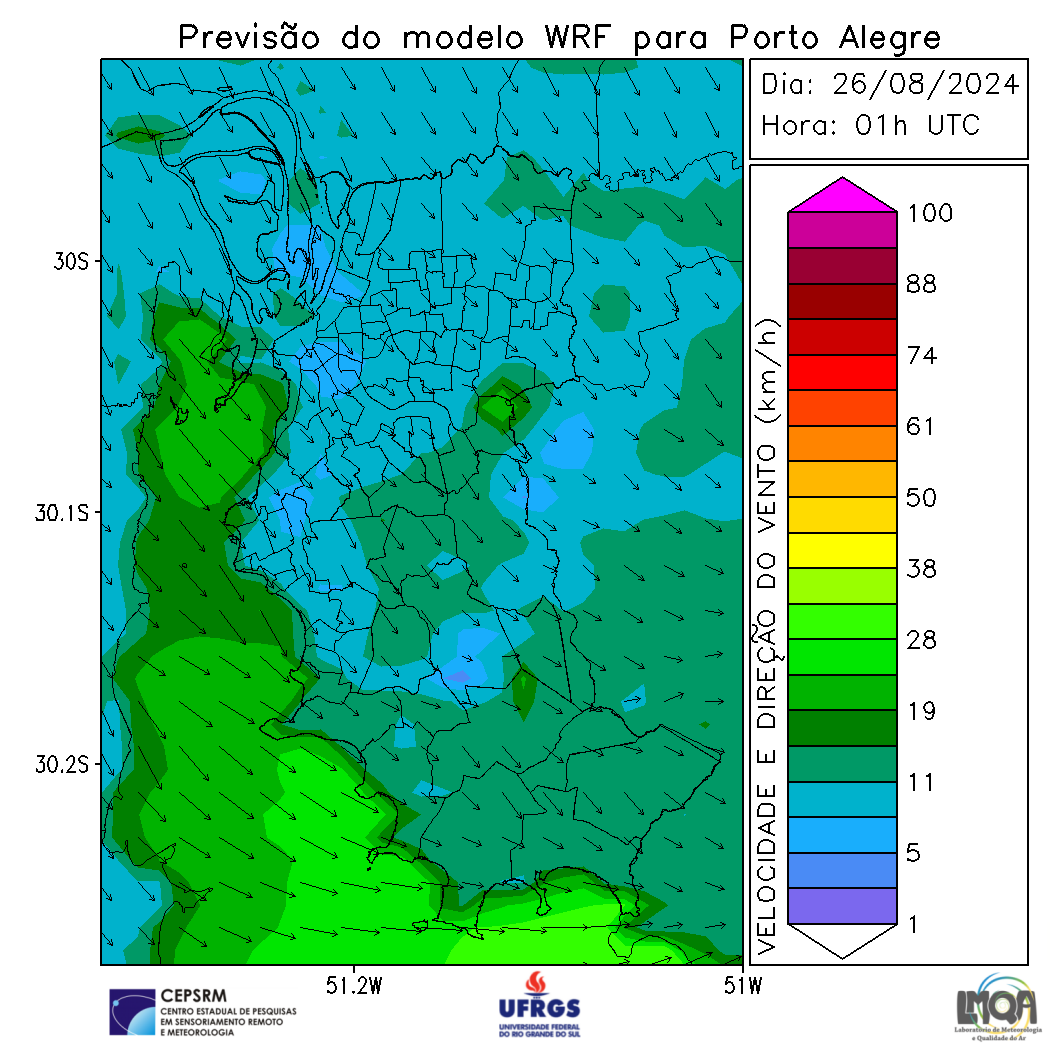 Previsão do modelo WRF para Porto Alegre
Dia: 26/08/2024
Hora: 01h UTC
30S
30.1S
30.2S
51.2W
51W
VELOCIDADE E DIREÇÃO DO VENTO (km/h)
100
88
74
61
50
38
28
19
11
5
1
CEPSRM
CENTRO ESTADUAL DE PESQUISAS
EM SENSORIAMENTO REMOTO
E METEOROLOGIA
UFRGS
UNIVERSIDADE FEDERAL
DO RIO GRANDE DO SUL
LMQA
Laboratório de Meteorologia
e Qualidade do Ar